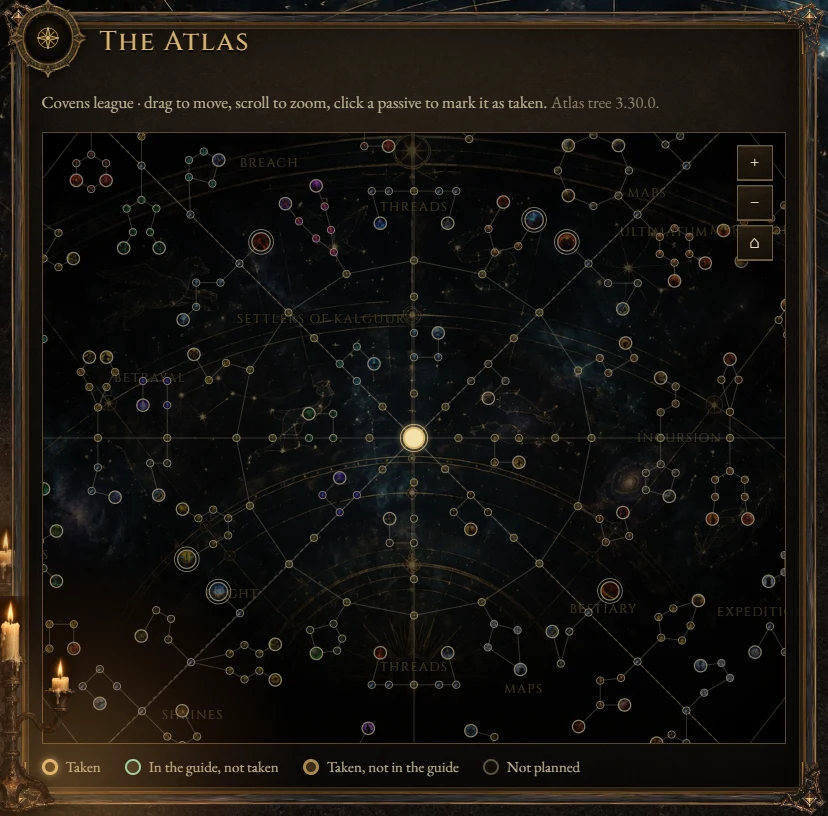 The Atlas
Covens league · drag to move, scroll to zoom, click a passive to mark it as taken. Atlas tree 3.30.0.
BREACH
+
MAPS
−
THREADS
ULTIMATUM
SETTLERS OF KALGUUR
BETRAYAL
INCURSION
BESTIARY
THREADS
MAPS
SHRINES
Taken
In the guide, not taken
Taken, not in the guide
Not planned